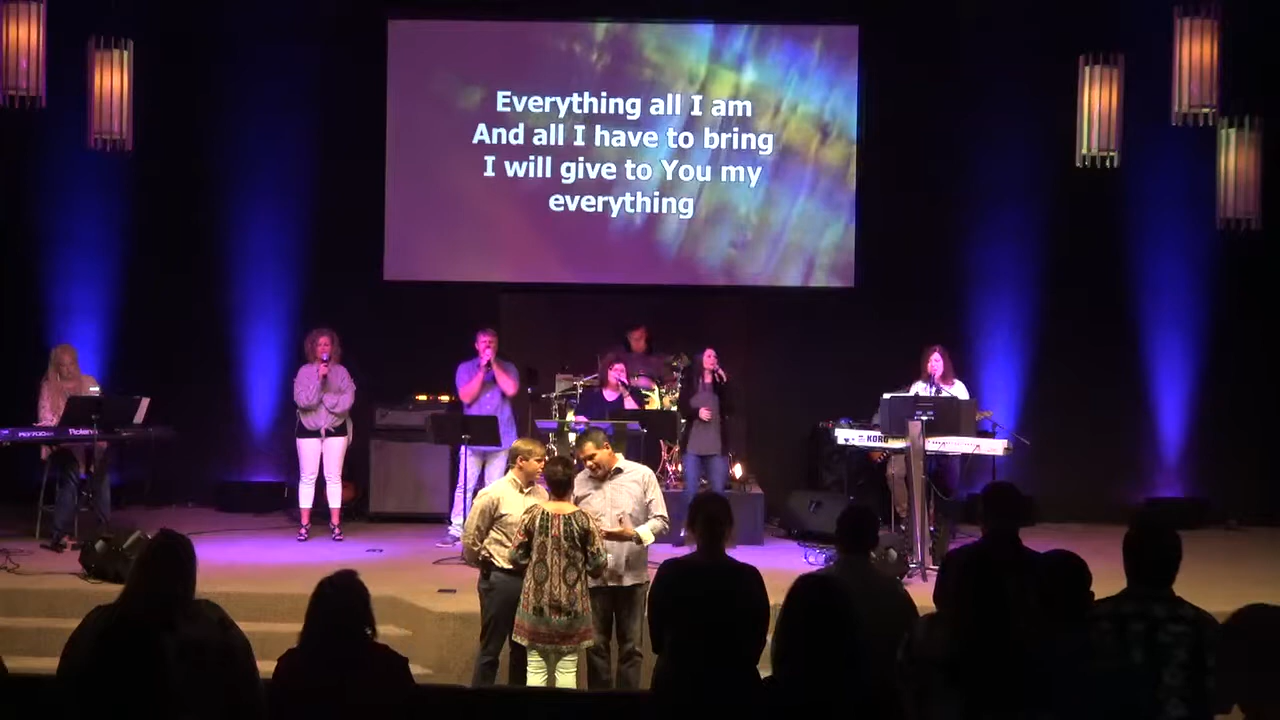 Everything all I am
And all I have to bring
I will give to You my
everything
Roland
KORG